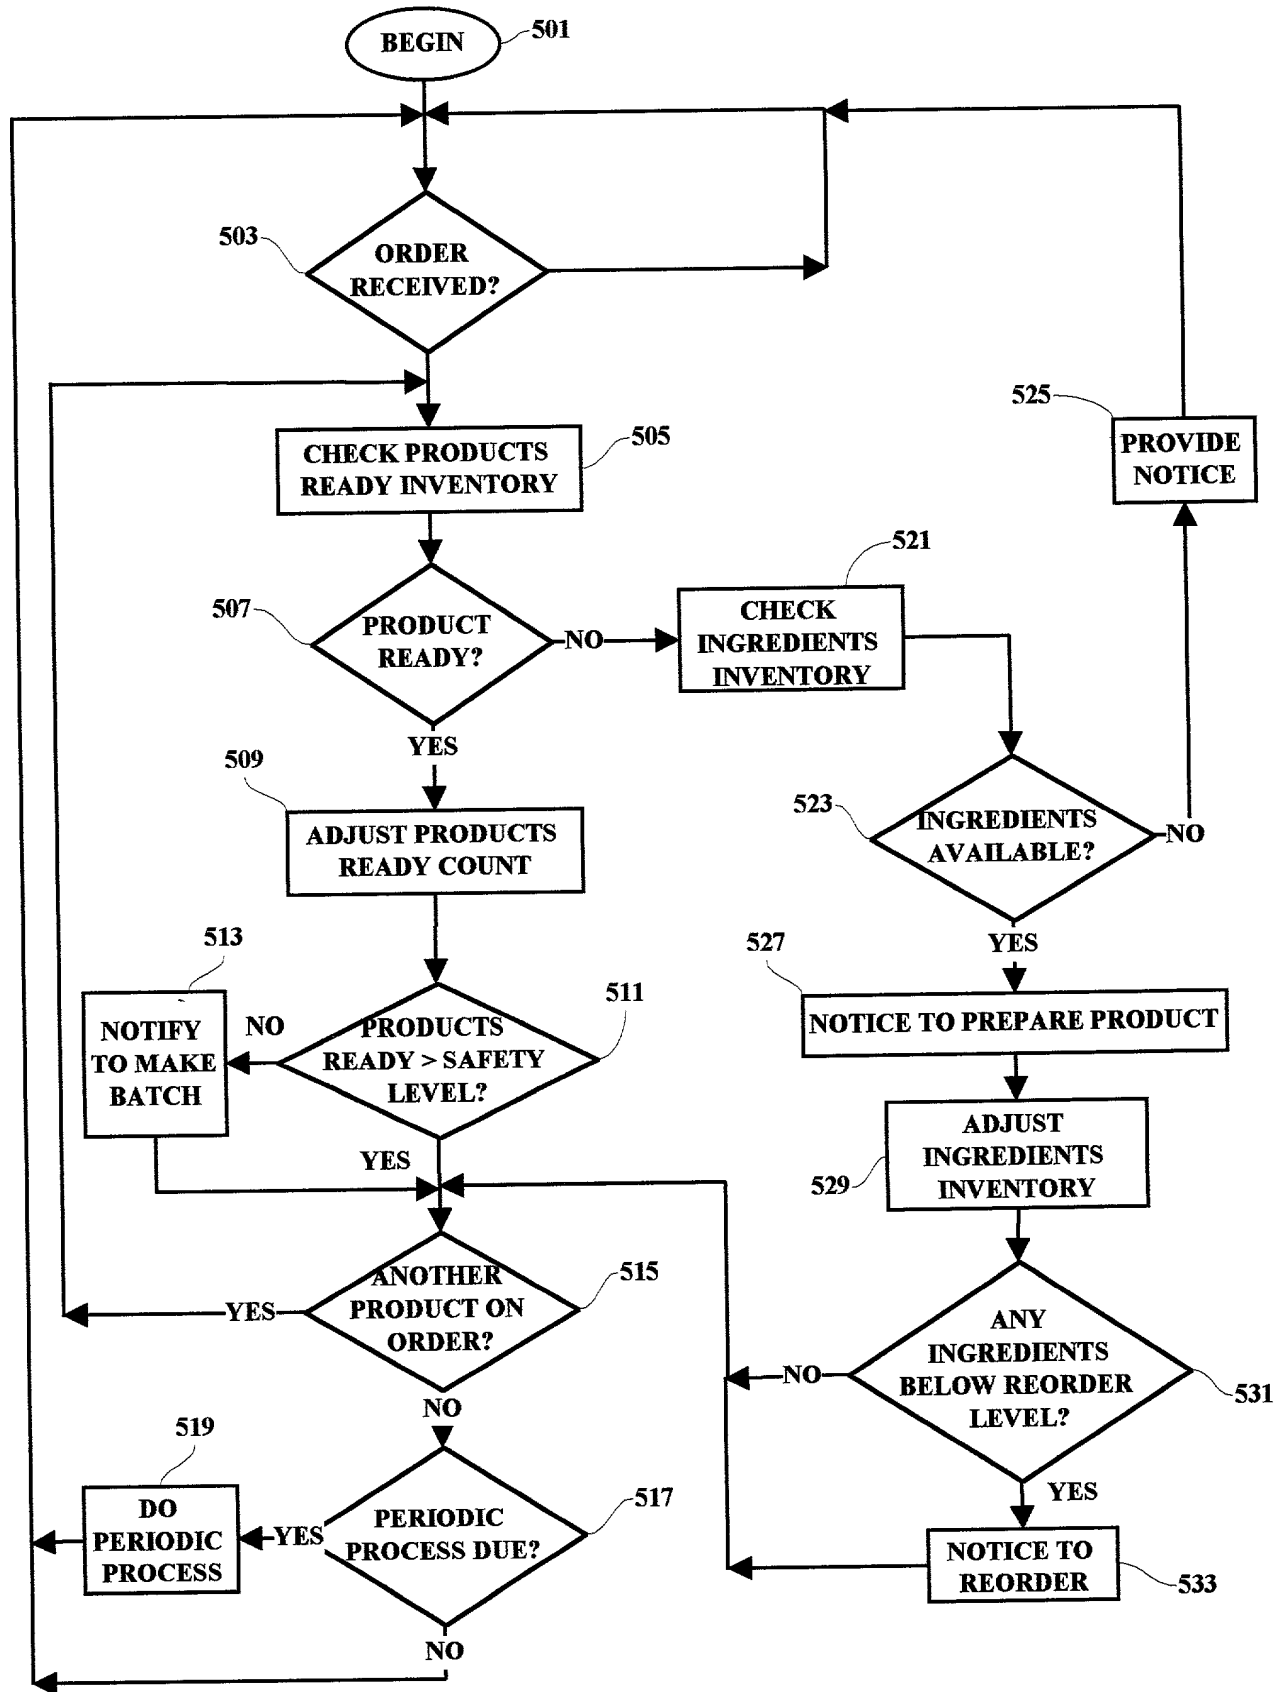 BEGIN
501
503
ORDER
RECEIVED?
525
PROVIDE
NOTICE
505
CHECK PRODUCTS
READY INVENTORY
521
CHECK
INGREDIENTS
INVENTORY
507
PRODUCT
READY?
NO
YES
509
ADJUST PRODUCTS
READY COUNT
523
INGREDIENTS
AVAILABLE?
NO
YES
513
NOTIFY
TO MAKE
BATCH
NO
511
PRODUCTS
READY > SAFETY
LEVEL?
YES
527
NOTICE TO PREPARE PRODUCT
529
ADJUST
INGREDIENTS
INVENTORY
515
ANOTHER
PRODUCT ON
ORDER?
YES
NO
531
ANY
INGREDIENTS
BELOW REORDER
LEVEL?
NO
YES
519
DO
PERIODIC
PROCESS
YES
517
PERIODIC
PROCESS DUE?
NO
NOTICE TO
REORDER
533